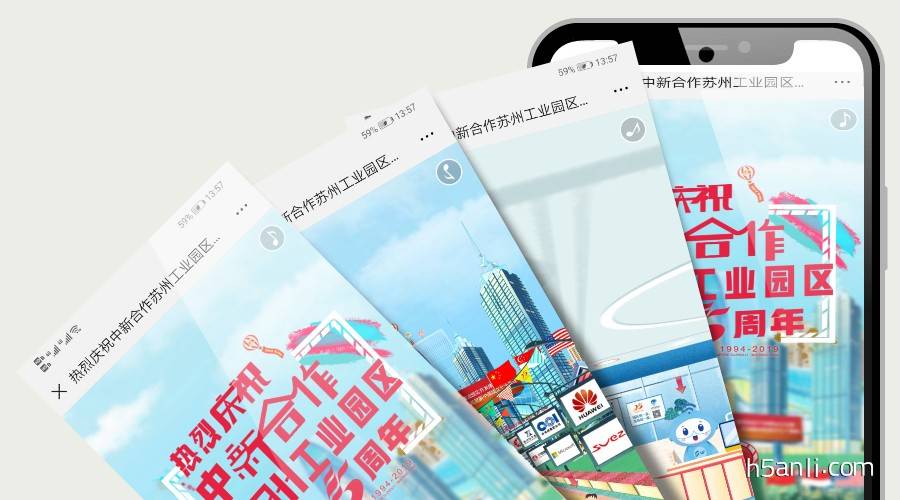 59% 13:57
热烈庆祝中新合作苏州工业园区...
热烈庆祝
中新合作
工业园区
周年
1994-2019
59% 13:57
新合作苏州工业园区...
HUAWEI
59% 13:57
中新合作苏州工业园区...
中新合作苏州工业园区...
庆祝
合作
工业园区
5周年
1994-2019
h5anli.com